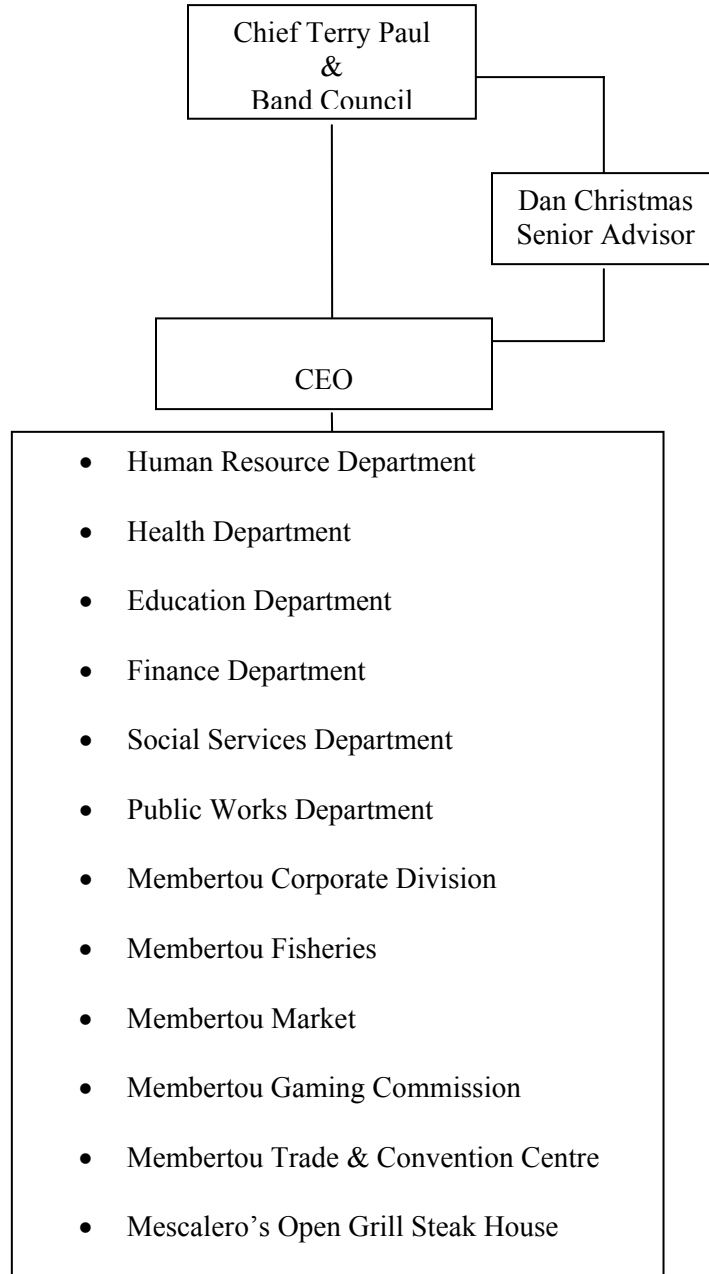 Chief Terry Paul
&
Band Council
Dan Christmas
Senior Advisor
CEO
• Human Resource Department
• Health Department
• Education Department
• Finance Department
• Social Services Department
• Public Works Department
• Membertou Corporate Division
• Membertou Fisheries
• Membertou Market
• Membertou Gaming Commission
• Membertou Trade & Convention Centre
• Mescalero’s Open Grill Steak House